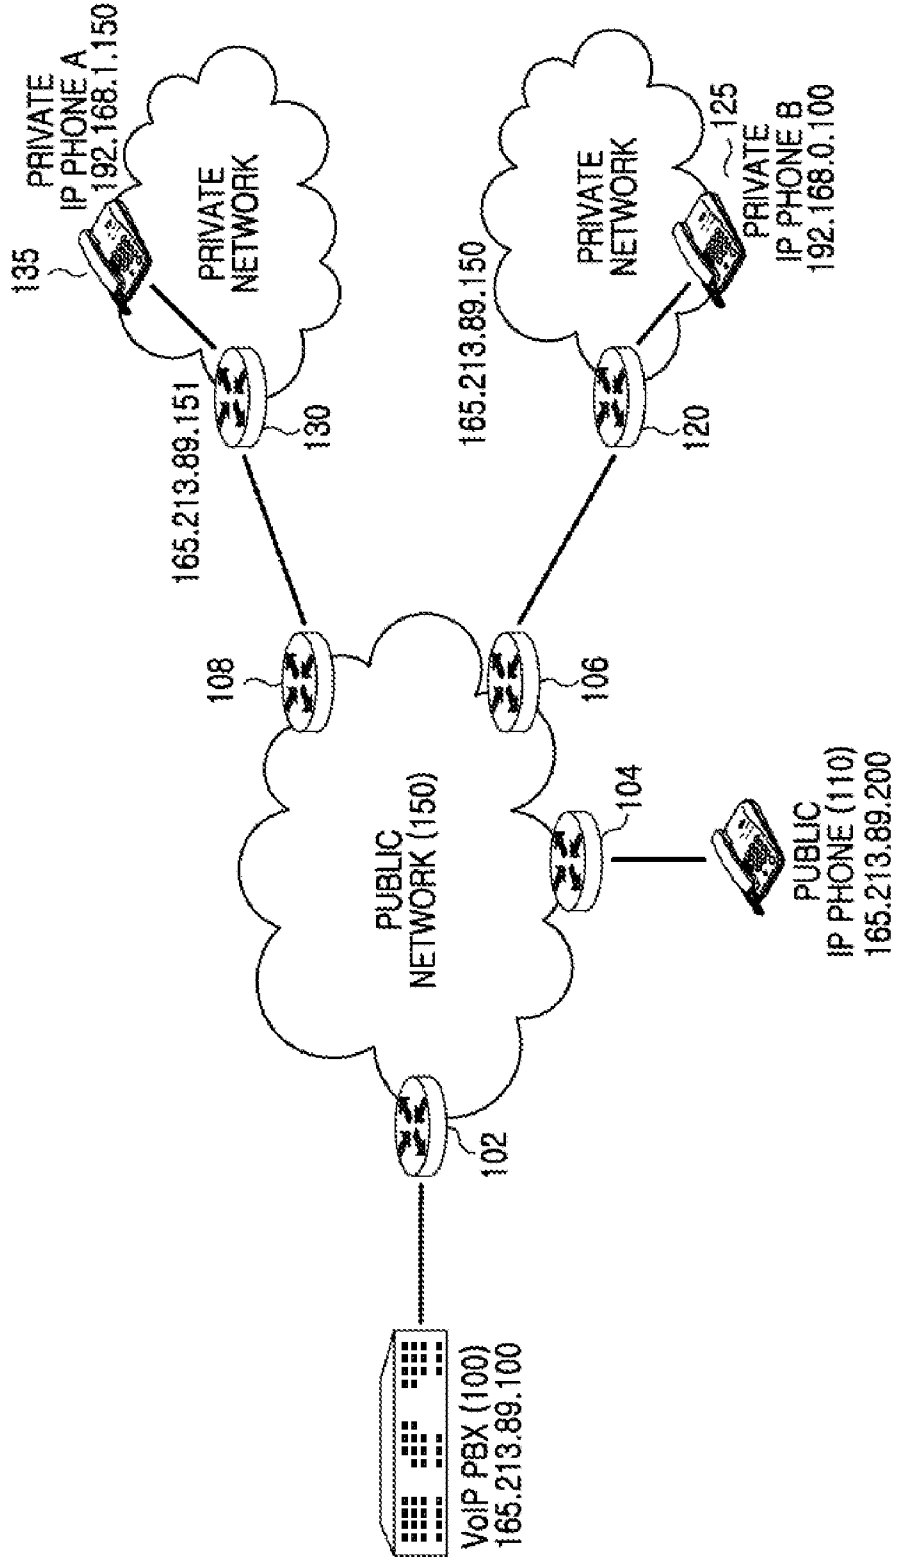 VoIP PBX (100)
165.213.89.100
102
PUBLIC
NETWORK (150)
104
PUBLIC
IP PHONE (110)
165.213.89.200
108
106
165.213.89.151
130
135
PRIVATE
IP PHONE A
192.168.1.150
PRIVATE
NETWORK
165.213.89.150
120
PRIVATE
NETWORK
125
PRIVATE
IP PHONE B
192.168.0.100